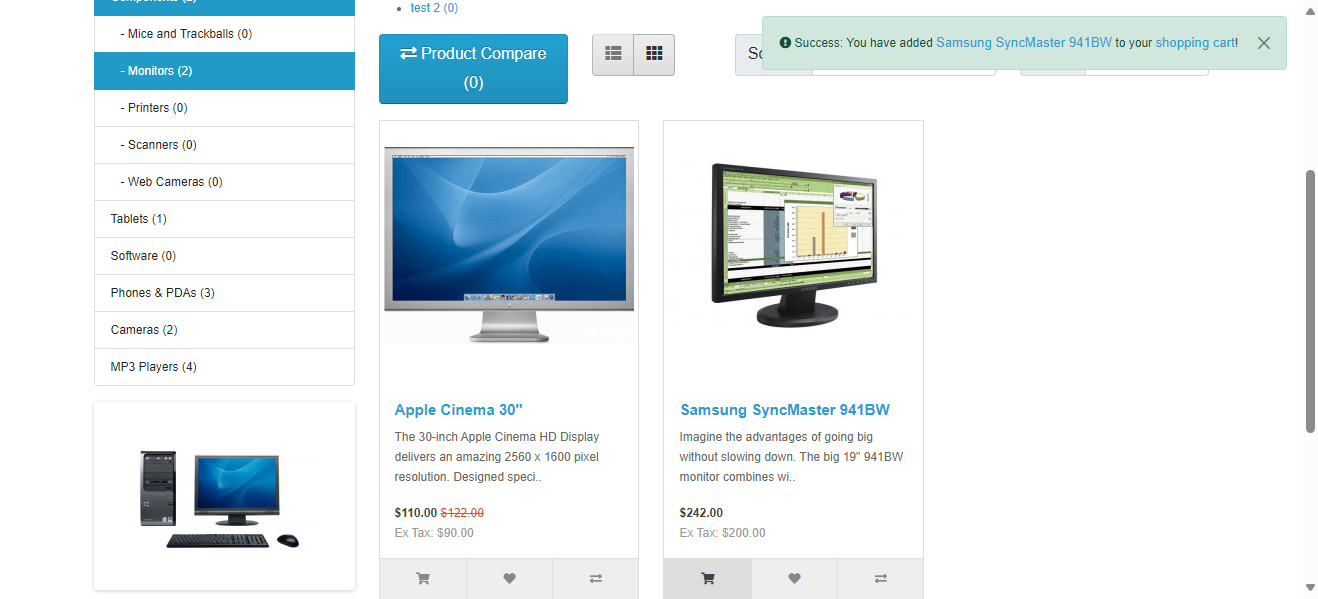 Components (2)
- Mice and Trackballs (0)
- Monitors (2)
- Printers (0)
- Scanners (0)
- Web Cameras (0)
Tablets (1)
Software (0)
Phones & PDAs (3)
Cameras (2)
MP3 Players (4)
test 2 (0)
Product Compare
(0)
So
Success: You have added Samsung SyncMaster 941BW to your shopping cart!
Apple Cinema 30"
The 30-inch Apple Cinema HD Display
delivers an amazing 2560 x 1600 pixel
resolution. Designed speci..
$110.00 $122.00
Ex Tax: $90.00
Samsung SyncMaster 941BW
Imagine the advantages of going big
without slowing down. The big 19" 941BW
monitor combines wi..
$242.00
Ex Tax: $200.00